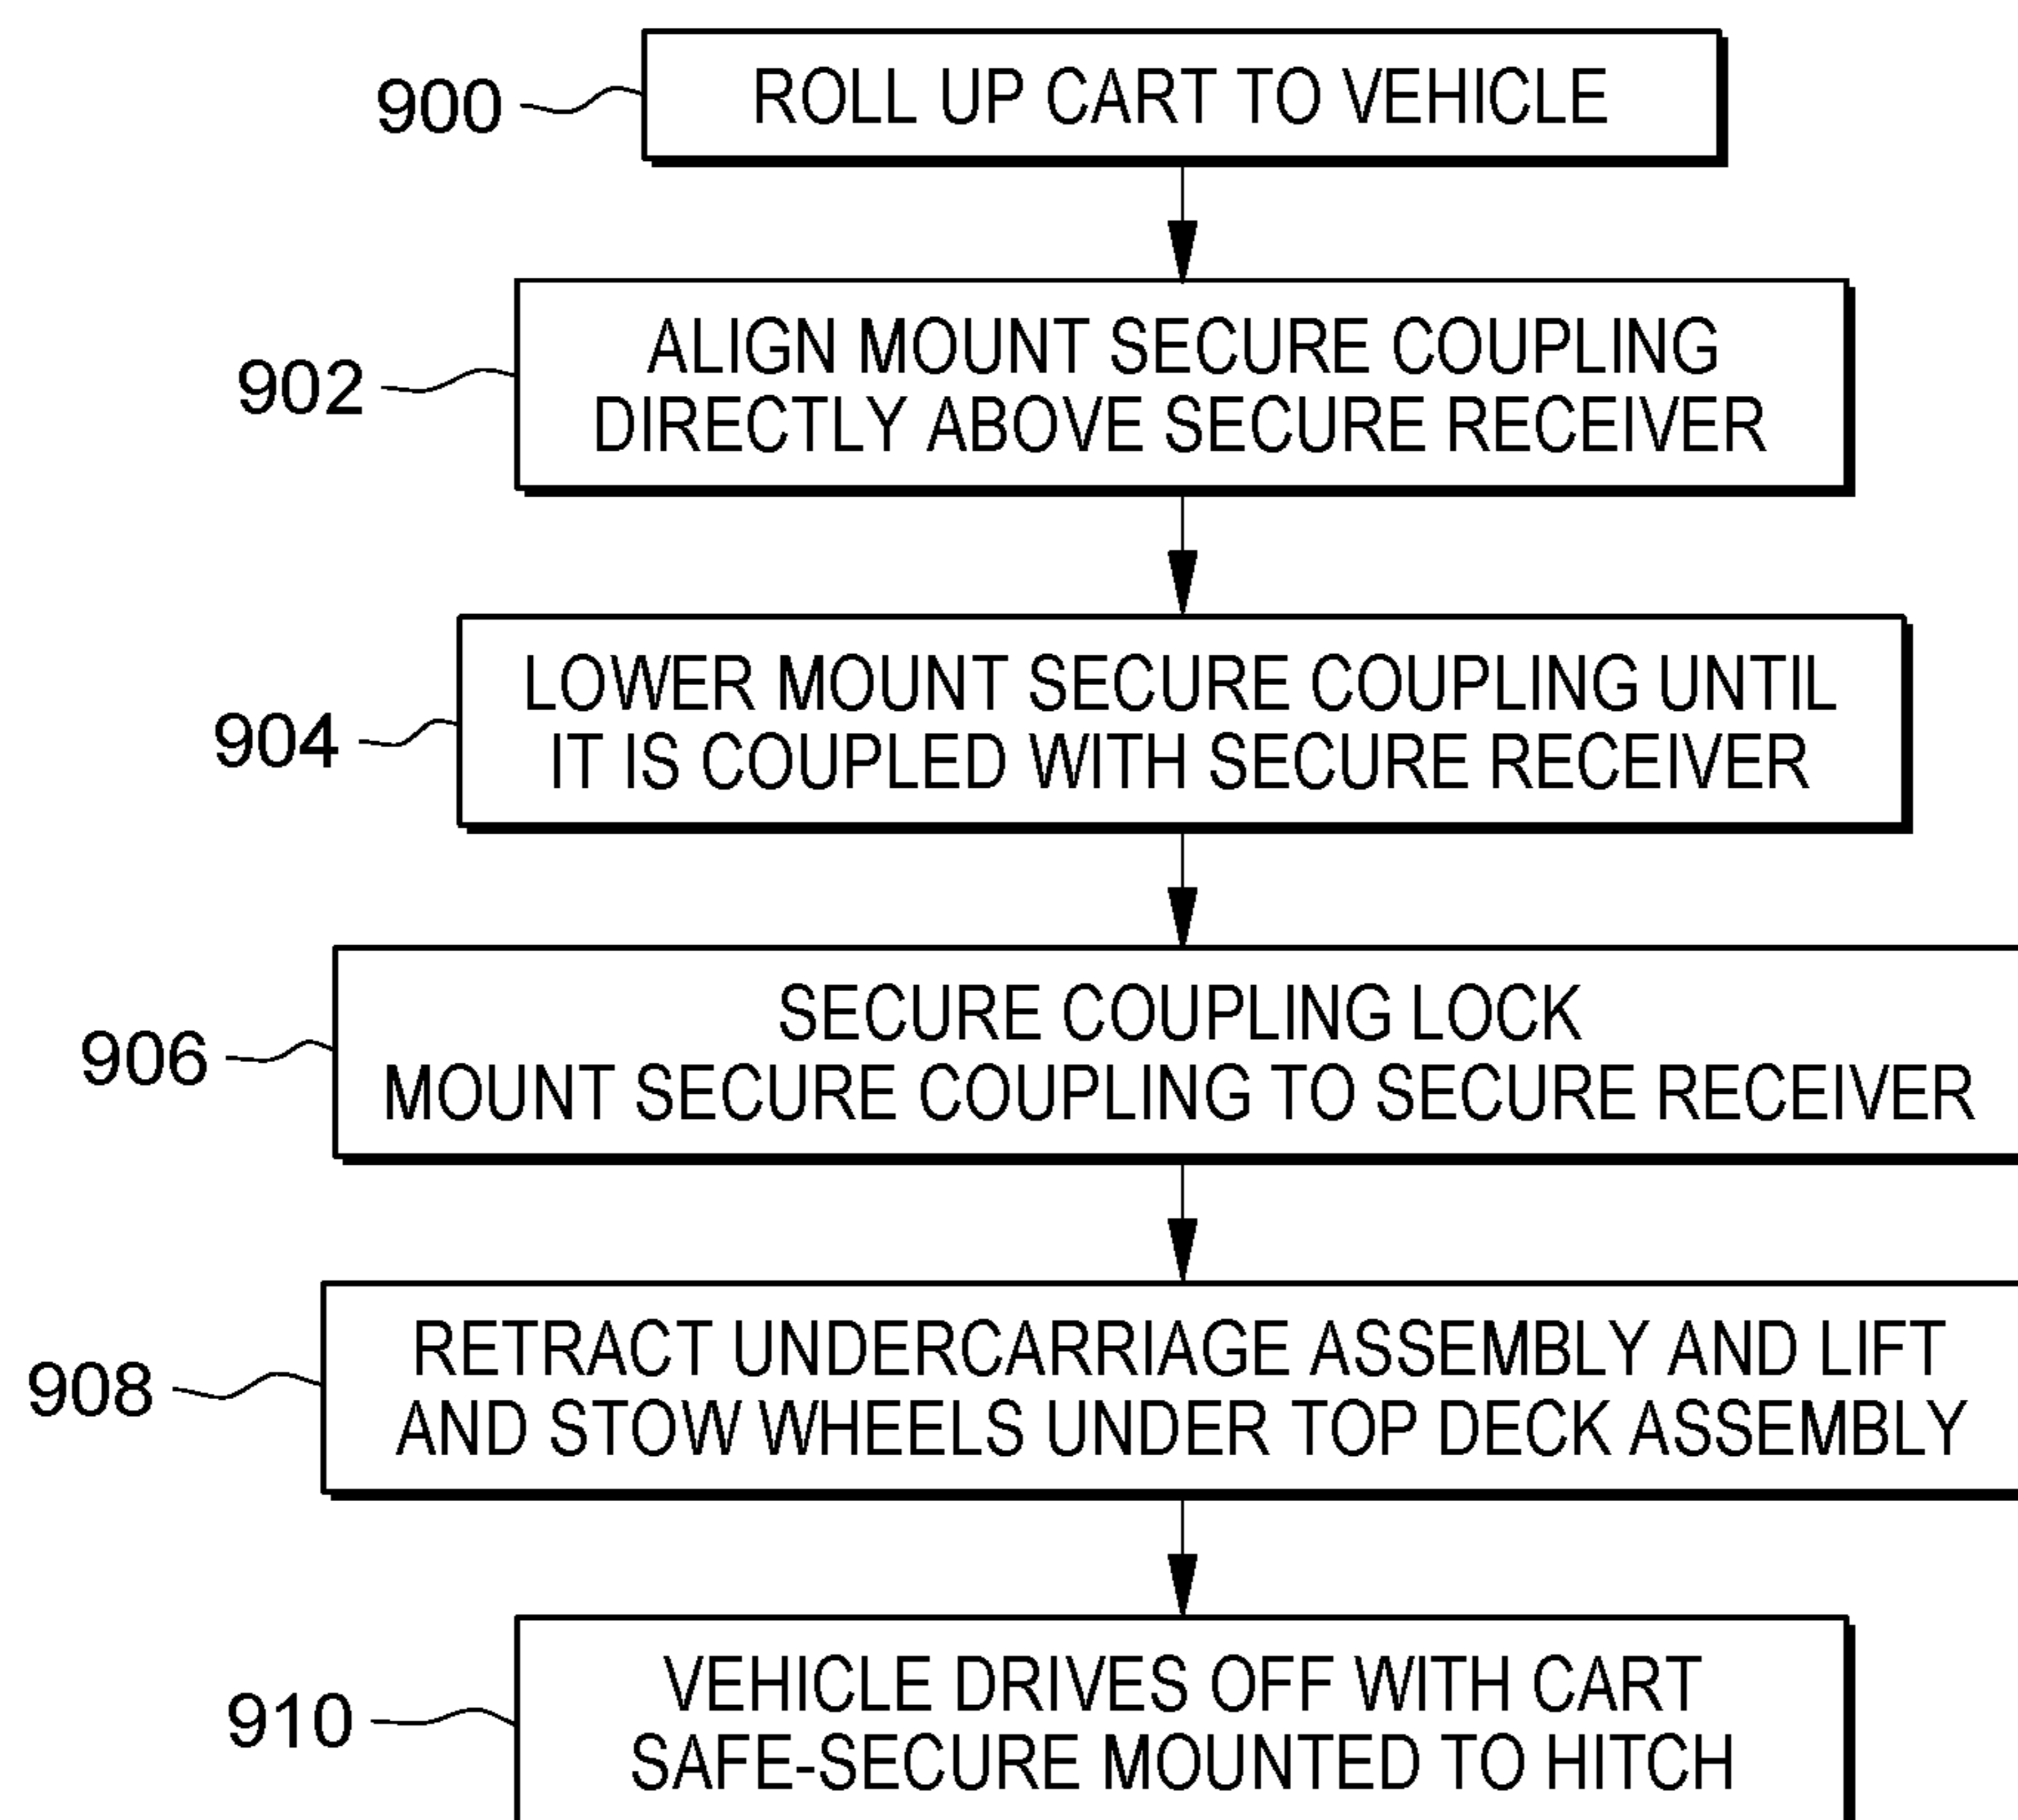 900
ROLL UP CART TO VEHICLE
902
ALIGN MOUNT SECURE COUPLING
DIRECTLY ABOVE SECURE RECEIVER
904
LOWER MOUNT SECURE COUPLING UNTIL
IT IS COUPLED WITH SECURE RECEIVER
906
SECURE COUPLING LOCK
MOUNT SECURE COUPLING TO SECURE RECEIVER
908
RETRACT UNDERCARRIAGE ASSEMBLY AND LIFT
AND STOW WHEELS UNDER TOP DECK ASSEMBLY
910
VEHICLE DRIVES OFF WITH CART
SAFE-SECURE MOUNTED TO HITCH